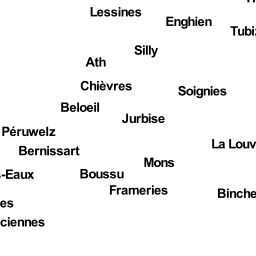 Lessines
Enghien
Tubiz
Silly
Ath
Chièvres
Soignies
Beloeil
Jurbise
Péruwelz
La Louv
Bernissart
Mons
-Eaux
Boussu
Frameries
Binche
es
ciennes